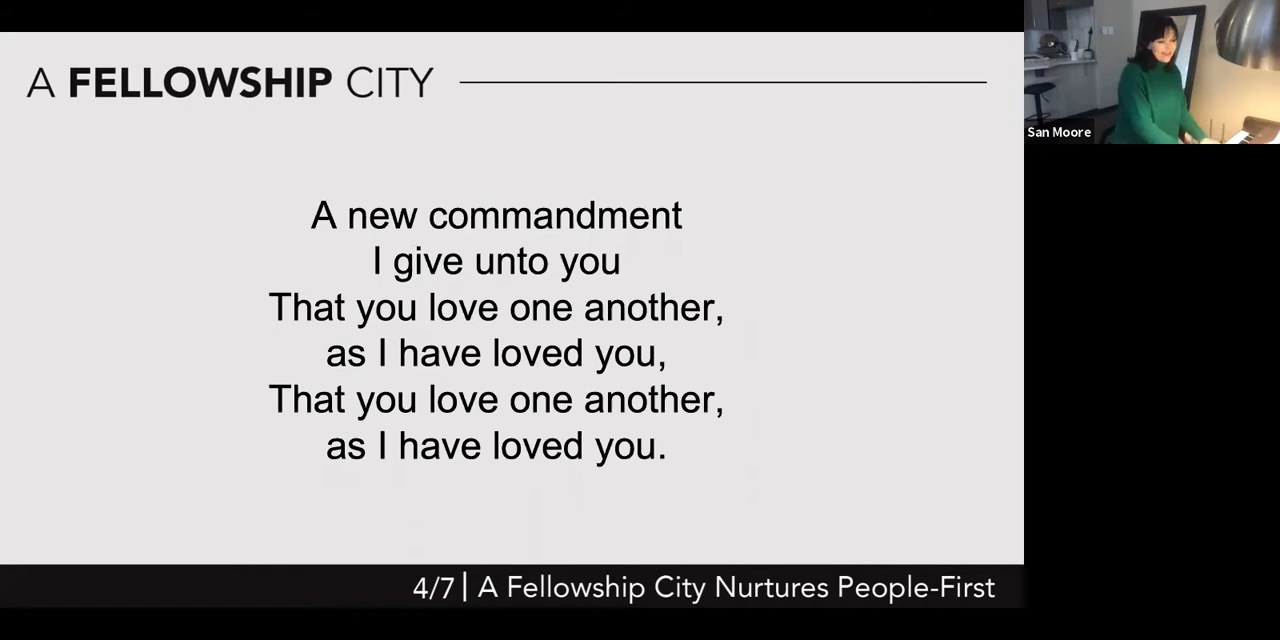 A FELLOWSHIP CITY
A new commandment
I give unto you
That you love one another,
as I have loved you,
That you love one another,
as I have loved you.
4/7 | A Fellowship City Nurtures People-First
San Moore